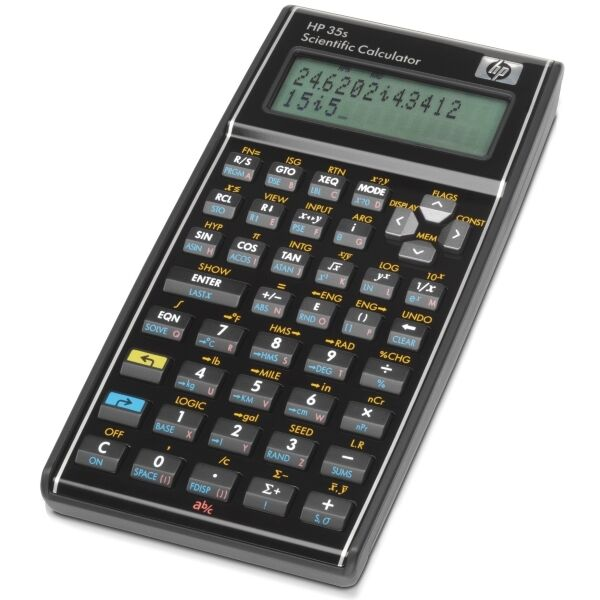 HP 35s
Scientific Calculator
hp
24.6202i4.3412
15i5_
FN= ISG RTN x?y FLAGS
R/S GTO XEQ MODE
PRGM A DSE B LBL C x?0 D
DISPLAY CONST MEM
x≶ VIEW INPUT ARG
RCL R↓ x↔y i
STO R↑ E PSE F θ G
HYP π INTG x√y LOG 10ˣ
SIN COS TAN √x yˣ 1/x
ASIN H ACOS I ATAN J x² K LN L eˣ M
SHOW = ←ENG ENG→ UNDO
ENTER +/− E ( ) ←
LASTx ABS N RND O [ ] P CLEAR
∫ →°F HMS→ →RAD %CHG
EQN 7 8 9 ÷
SOLVE Q →°C R →HMS S →DEG T %
→lb →MILE →in nCr
4 5 6 ×
→kg U →KM V →cm W nPr
LOGIC →gal SEED L.R
1 2 3 −
BASE X →l Y RAND Z SUMS
OFF , /c Σ− x̄,ȳ
C 0 . Σ+ +
ON SPACE (I) FDISP (J) ! S,σ
ab/c